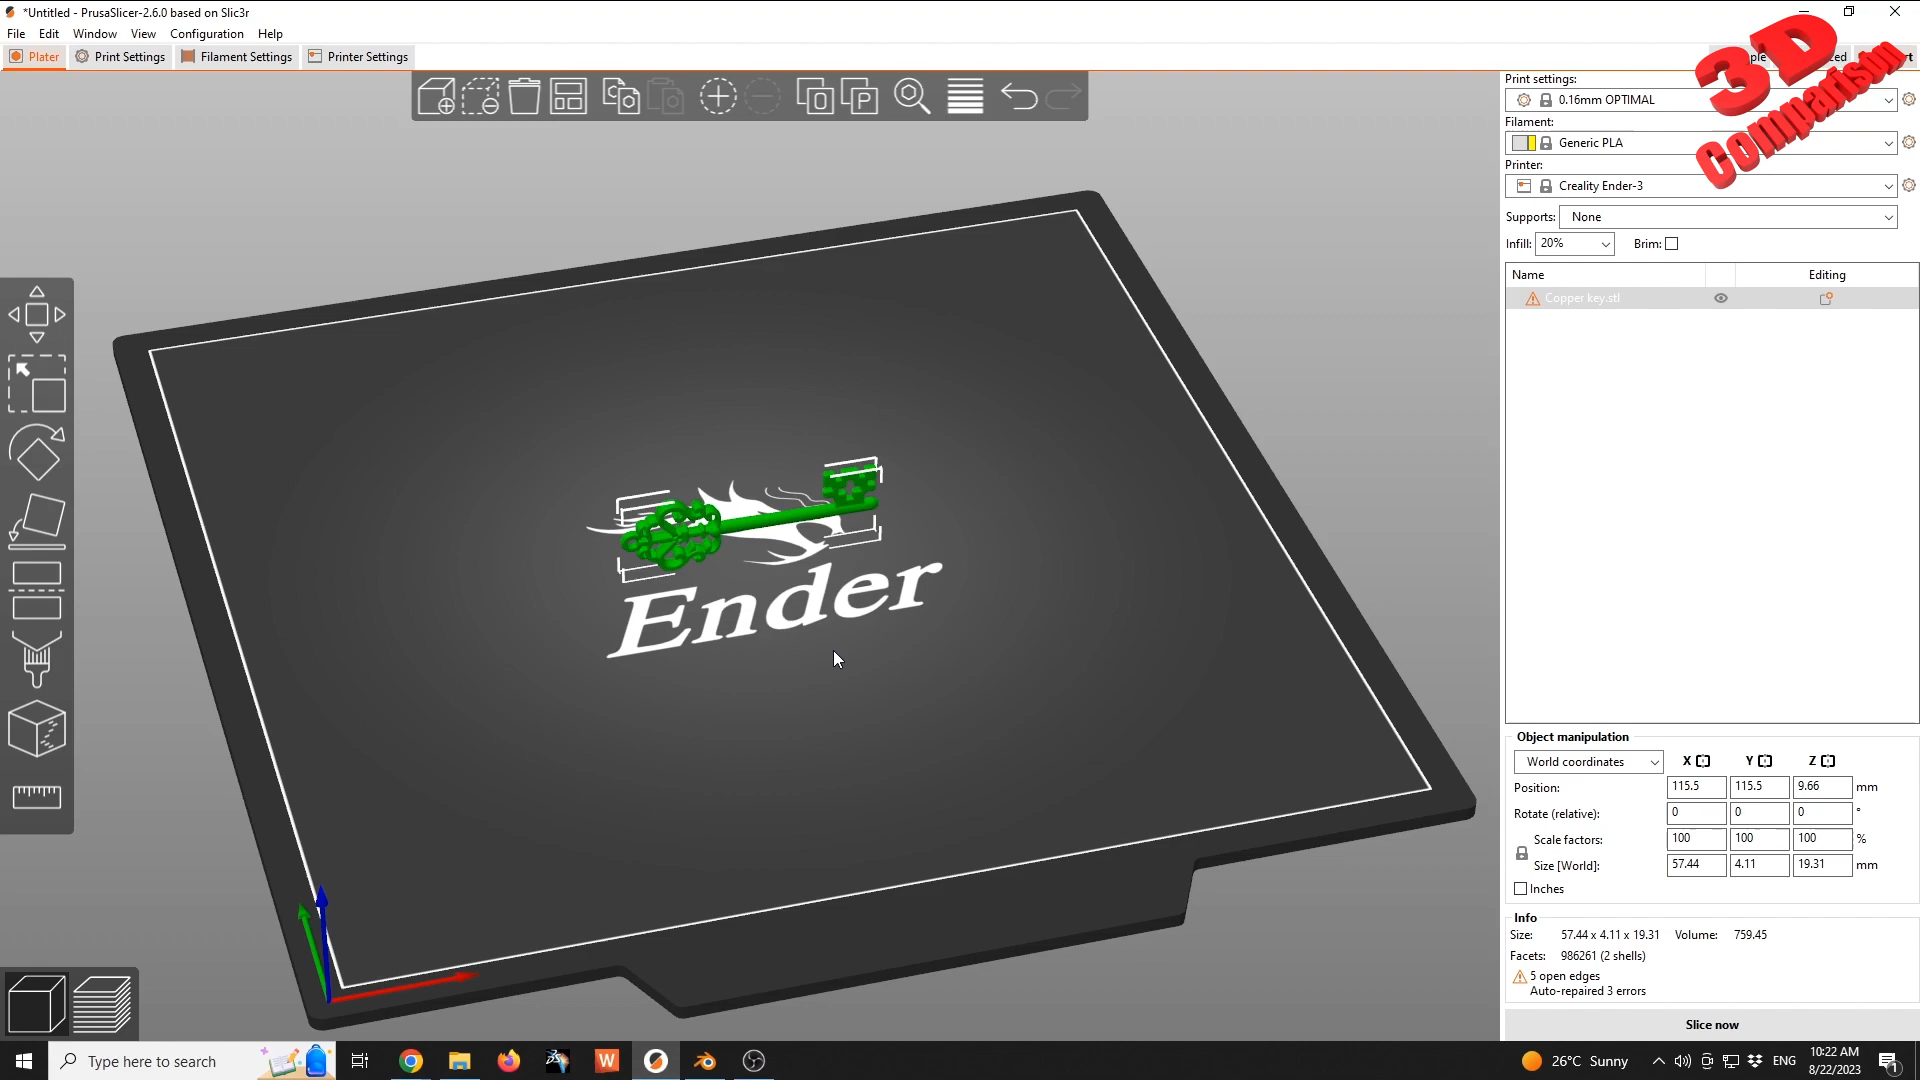 *Untitled - PrusaSlicer-2.6.0 based on Slic3r
File Edit Window View Configuration Help
Plater Print Settings Filament Settings Printer Settings
3D
Comparison
Print settings:
0.16mm OPTIMAL
Filament:
Generic PLA
Printer:
Creality Ender-3
Supports: None
Infill: 20% Brim:
Name Editing
Copper key.stl
O P
Ender
Object manipulation
World coordinates X Y Z
Position: 115.5 115.5 9.66 mm
Rotate (relative): 0 0 0 °
Scale factors: 100 100 100 %
Size [World]: 57.44 4.11 19.31 mm
Inches
Info
Size: 57.44 x 4.11 x 19.31 Volume: 759.45
Facets: 986261 (2 shells)
5 open edges
Auto-repaired 3 errors
Slice now
Type here to search
26°C Sunny
ENG
10:22 AM
8/22/2023
1